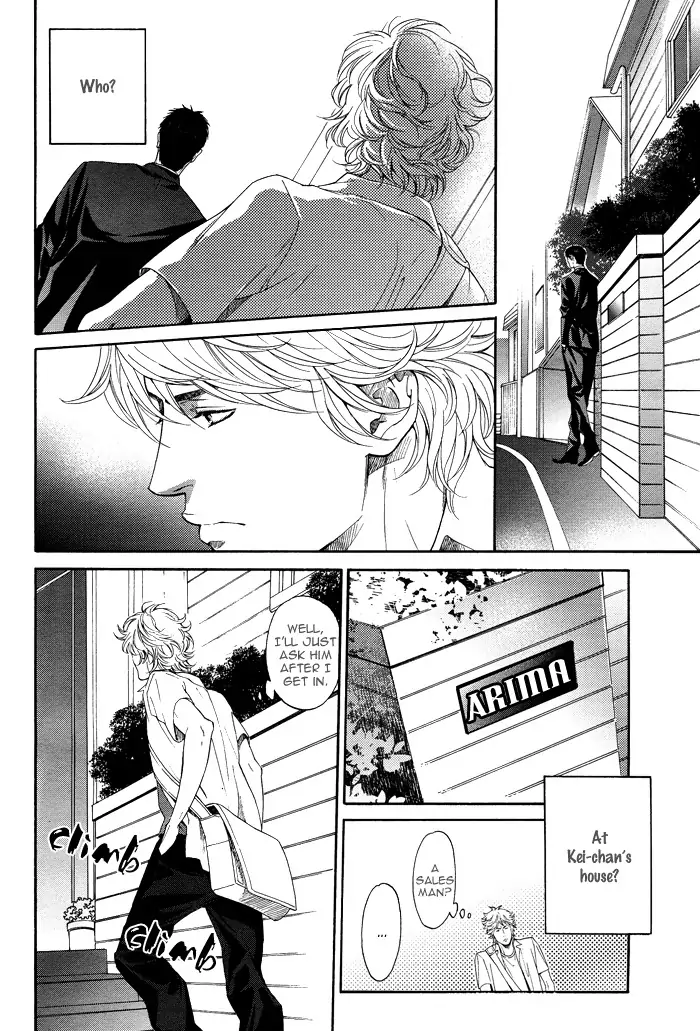 Who?
ARIMA
At
Kei-chan's
house?
A
SALES
MAN?
...
WELL,
I'LL JUST
ASK HIM
AFTER I
GET IN.
Climb
Climb